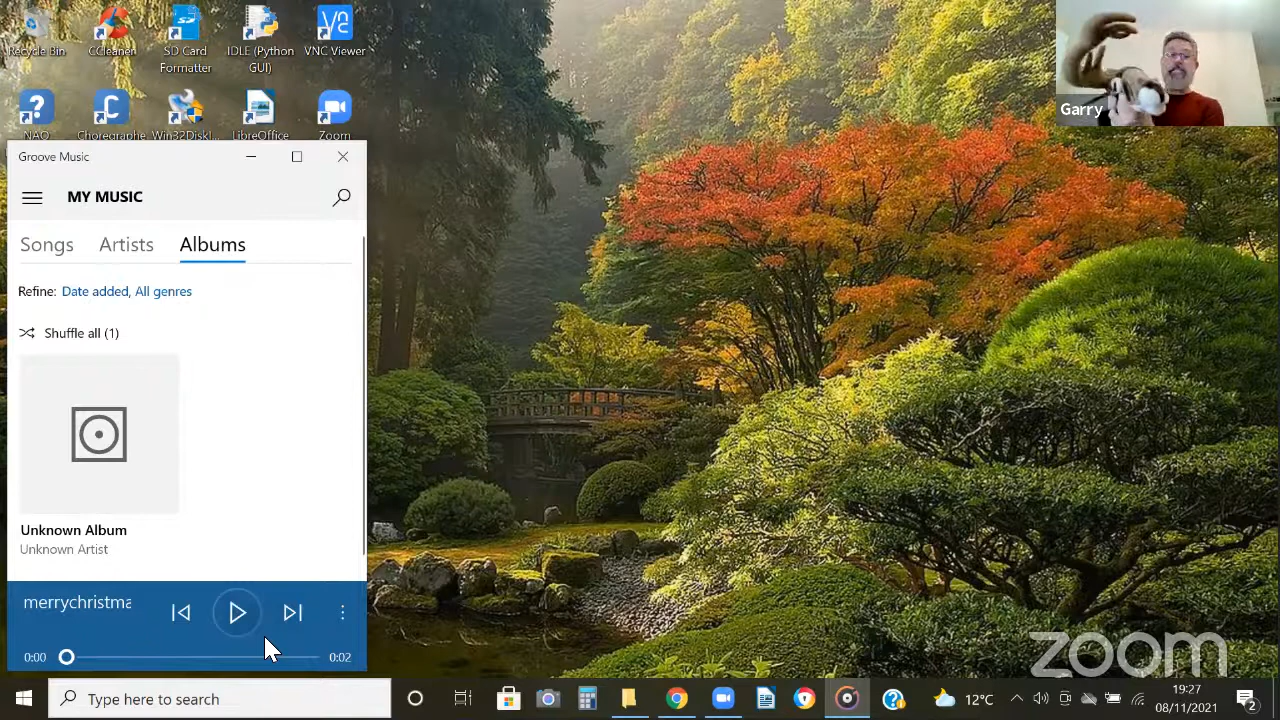 Recycle Bin
CCleaner
SD Card
Formatter
IDLE (Python
GUI)
VNC Viewer
NAO
Choregraphe
Win32DiskI...
LibreOffice
Zoom
Garry
Groove Music
MY MUSIC
Songs
Artists
Albums
Refine: Date added, All genres
Shuffle all (1)
Unknown Album
Unknown Artist
merrychristma
0:00
0:02
zoom
Type here to search
12°C
19:27
08/11/2021
2